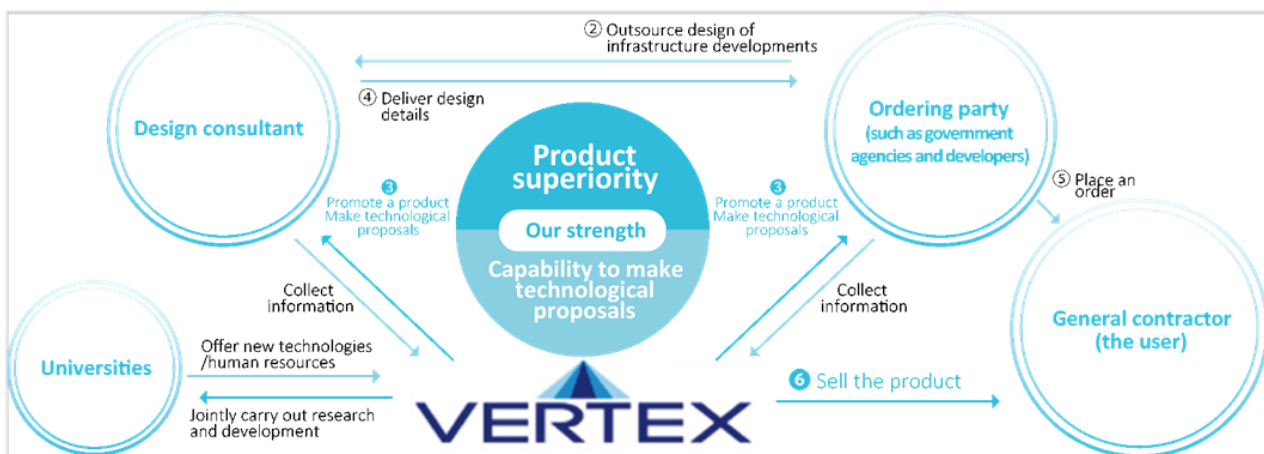 ② Outsource design of
infrastructure developments
④ Deliver design
details
Design consultant
Ordering party
(such as government
agencies and developers)
Product
superiority
Our strength
Capability to make
technological
proposals
❸
Promote a product
Make technological
proposals
❸
Promote a product
Make technological
proposals
⑤ Place an
order
Collect
information
Collect
information
General contractor
(the user)
Universities
Offer new technologies
/human resources
Jointly carry out research
and development
❻ Sell the product
VERTEX